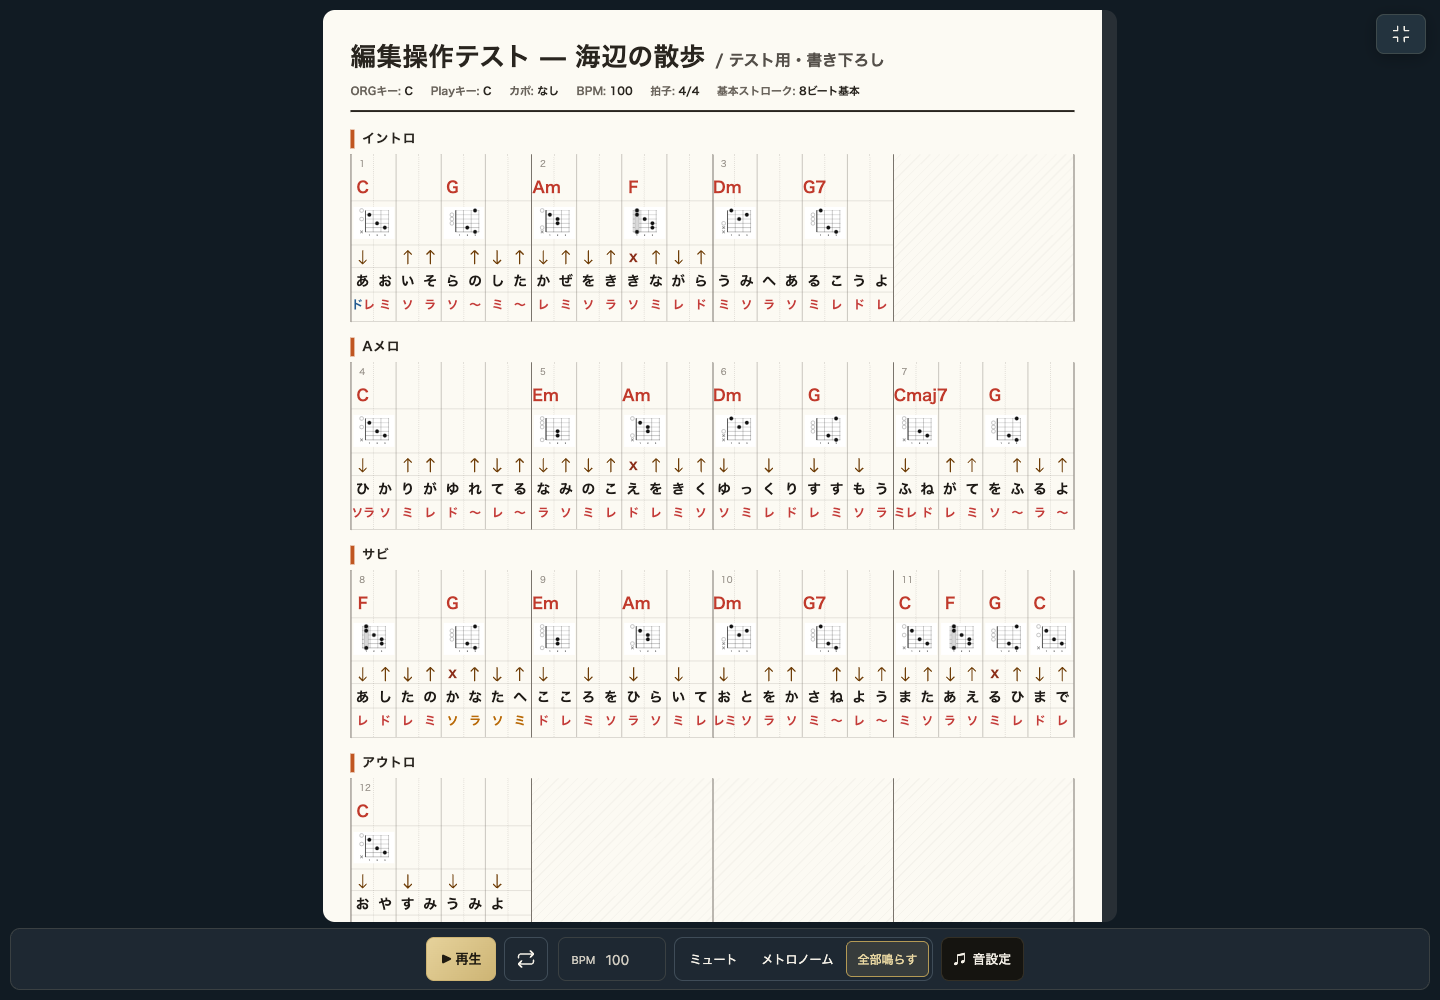 編集操作テスト — 海辺の散歩 / テスト用・書き下ろし
ORGキー: C Playキー: C カポ: なし BPM: 100 拍子: 4/4 基本ストローク: 8ビート基本
イントロ
1 2 3
C G Am F Dm G7
↓ ↑ ↑ ↑ ↓ ↑ ↓ ↑ ↓ ↑ x ↑ ↓ ↑
あ お い そ ら の し た か ぜ を き き な が ら う み へ あ る こ う よ
ドレ ミ ソ ラ ソ 〜 ミ 〜 レ ミ ソ ラ ソ ミ レ ド ミ ソ ラ ソ ミ レ ド レ
Aメロ
4 5 6 7
C Em Am Dm G Cmaj7 G
↓ ↑ ↑ ↑ ↓ ↑ ↓ ↑ ↓ ↑ x ↑ ↓ ↑ ↓ ↓ ↓ ↓ ↓ ↑ ↑ ↑ ↓ ↑
ひ か り が ゆ れ て る な み の こ え を き く ゆ っ く り す す も う ふ ね が て を ふ る よ
ソラ ソ ミ レ ド 〜 レ 〜 ラ ソ ミ レ ド レ ミ ソ ソ ミ レ ド レ ミ ソ ラ ミレ ド レ ミ ソ 〜 ラ 〜
サビ
8 9 10 11
F G Em Am Dm G7 C F G C
↓ ↑ ↓ ↑ x ↑ ↓ ↑ ↓ ↓ ↓ ↓ ↓ ↑ ↑ ↑ ↓ ↑ ↓ ↑ ↓ ↑ x ↑ ↓ ↑
あ し た の か な た へ こ こ ろ を ひ ら い て お と を か さ ね よ う ま た あ え る ひ ま で
レ ド レ ミ ソ ラ ソ ミ ド レ ミ ソ ラ ソ ミ レ レミ ソ ラ ソ ミ 〜 レ 〜 ミ ソ ラ ソ ミ レ ド レ
アウトロ
12
C
↓ ↓ ↓ ↓
お や す み う み よ
▶ 再生 BPM 100 ミュート メトロノーム 全部鳴らす ♫ 音設定